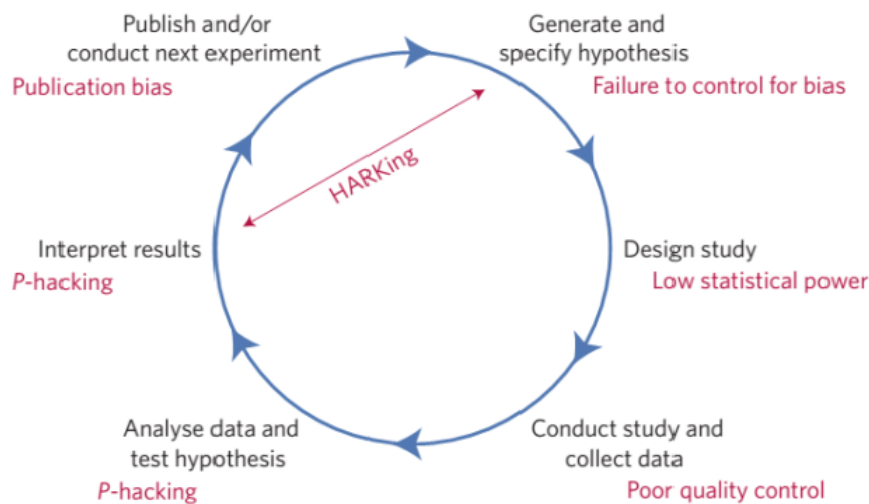 Publish and/or
conduct next experiment
Publication bias
Generate and
specify hypothesis
Failure to control for bias
HARKing
Interpret results
P-hacking
Design study
Low statistical power
Analyse data and
test hypothesis
P-hacking
Conduct study and
collect data
Poor quality control